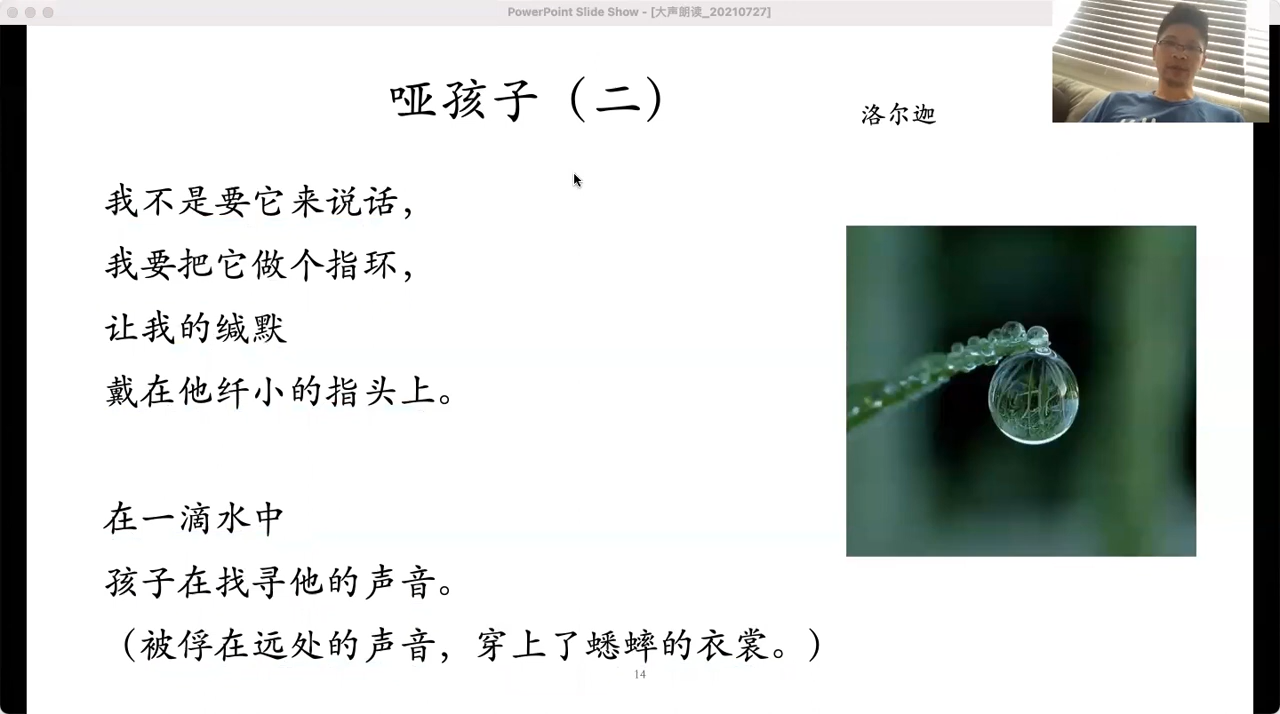 PowerPoint Slide Show - [大声朗读_20210727]
哑孩子（二）
洛尔迦
我不是要它来说话，
我要把它做个指环，
让我的缄默
戴在他纤小的指头上。
在一滴水中
孩子在找寻他的声音。
（被俘在远处的声音，穿上了蟋蟀的衣裳。）
14